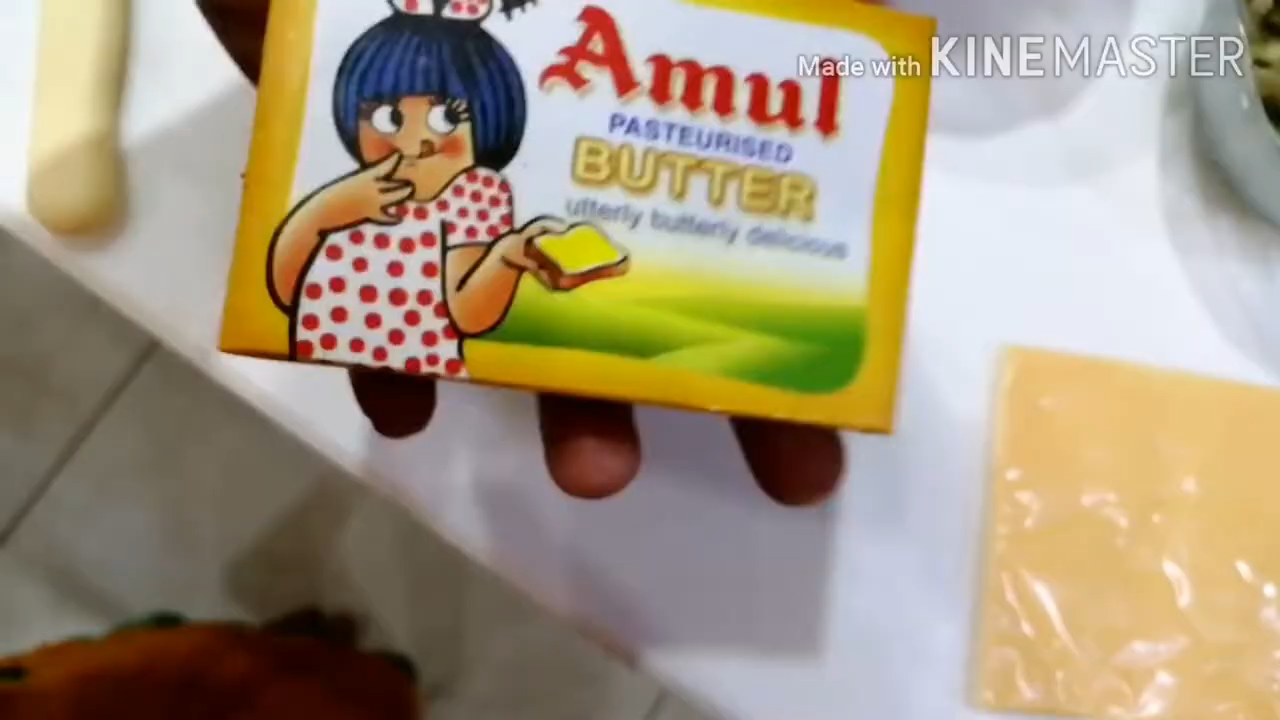 Amul
PASTEURISED
BUTTER
utterly butterly delicious
Made with KINEMASTER